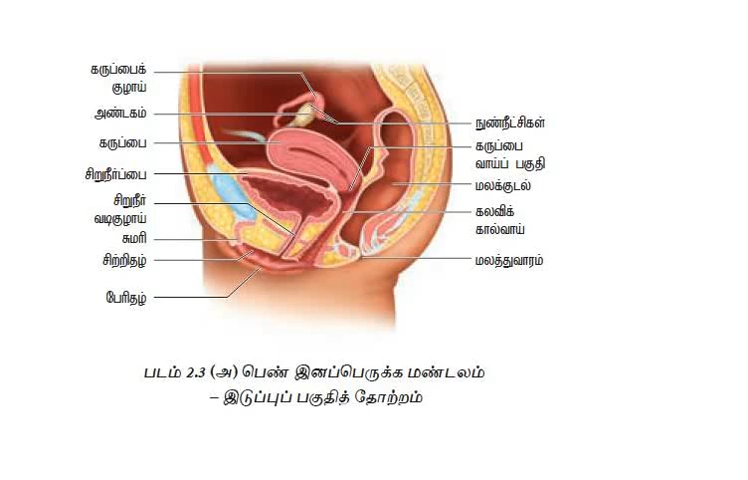 கருப்பைக்
குழாய்
அண்டகம்
கருப்பை
சிறுநீர்ப்பை
சிறுநீர்
வடிகுழாய்
சுமரி
சிற்றிதழ்
பேரிதழ்
நுண்நீட்சிகள்
கருப்பை
வாய்ப் பகுதி
மலக்குடல்
கலவிக்
கால்வாய்
மலத்துவாரம்
படம் 2.3 (அ) பெண் இனப்பெருக்க மண்டலம்
– இடுப்புப் பகுதித் தோற்றம்